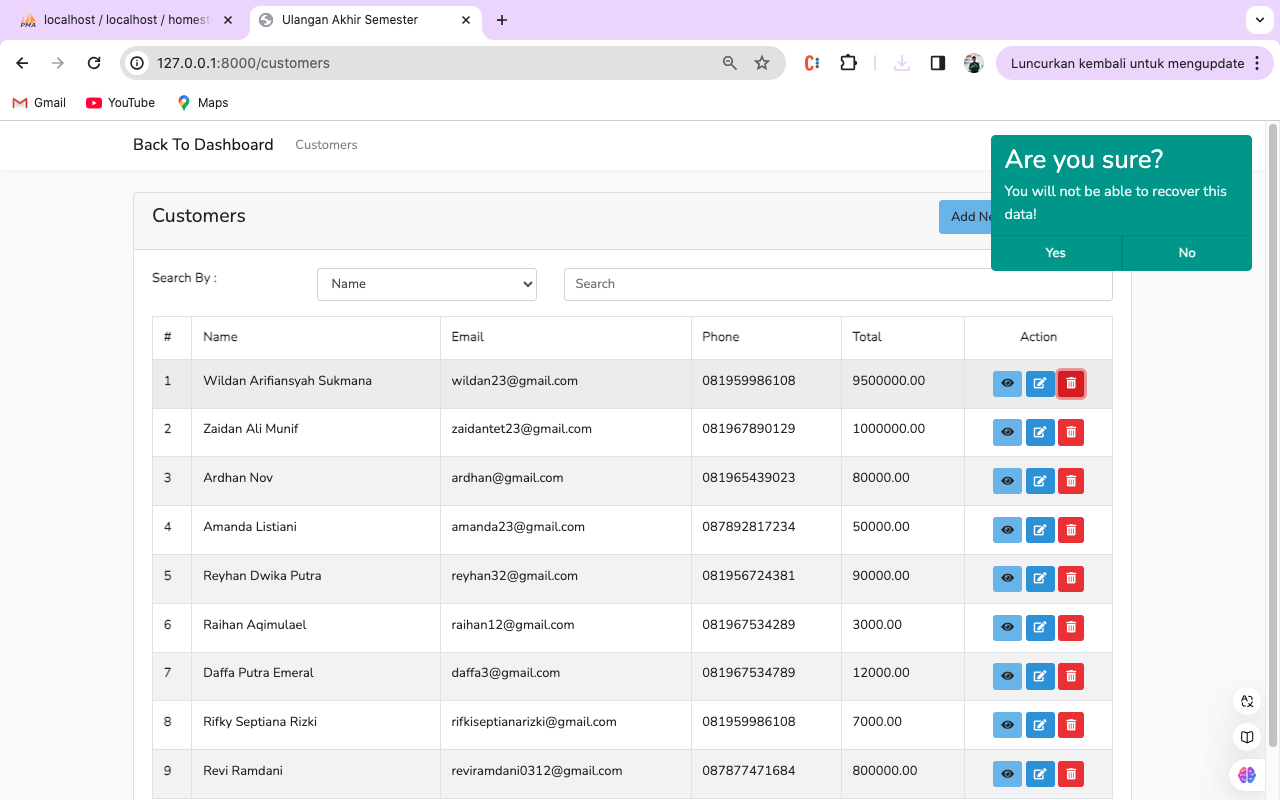 localhost / localhost / homest
Ulangan Akhir Semester
127.0.0.1:8000/customers
Luncurkan kembali untuk mengupdate
Gmail
YouTube
Maps
Back To Dashboard
Customers
Are you sure?
You will not be able to recover this
data!
Yes
No
Customers
Add Ne
Search By :
Name
Search
# Name Email Phone Total Action
1 Wildan Arifiansyah Sukmana wildan23@gmail.com 081959986108 9500000.00
2 Zaidan Ali Munif zaidantet23@gmail.com 081967890129 1000000.00
3 Ardhan Nov ardhan@gmail.com 081965439023 80000.00
4 Amanda Listiani amanda23@gmail.com 087892817234 50000.00
5 Reyhan Dwika Putra reyhan32@gmail.com 081956724381 90000.00
6 Raihan Aqimulael raihan12@gmail.com 081967534289 3000.00
7 Daffa Putra Emeral daffa3@gmail.com 081967534789 12000.00
8 Rifky Septiana Rizki rifkiseptianarizki@gmail.com 081959986108 7000.00
9 Revi Ramdani reviramdani0312@gmail.com 087877471684 800000.00